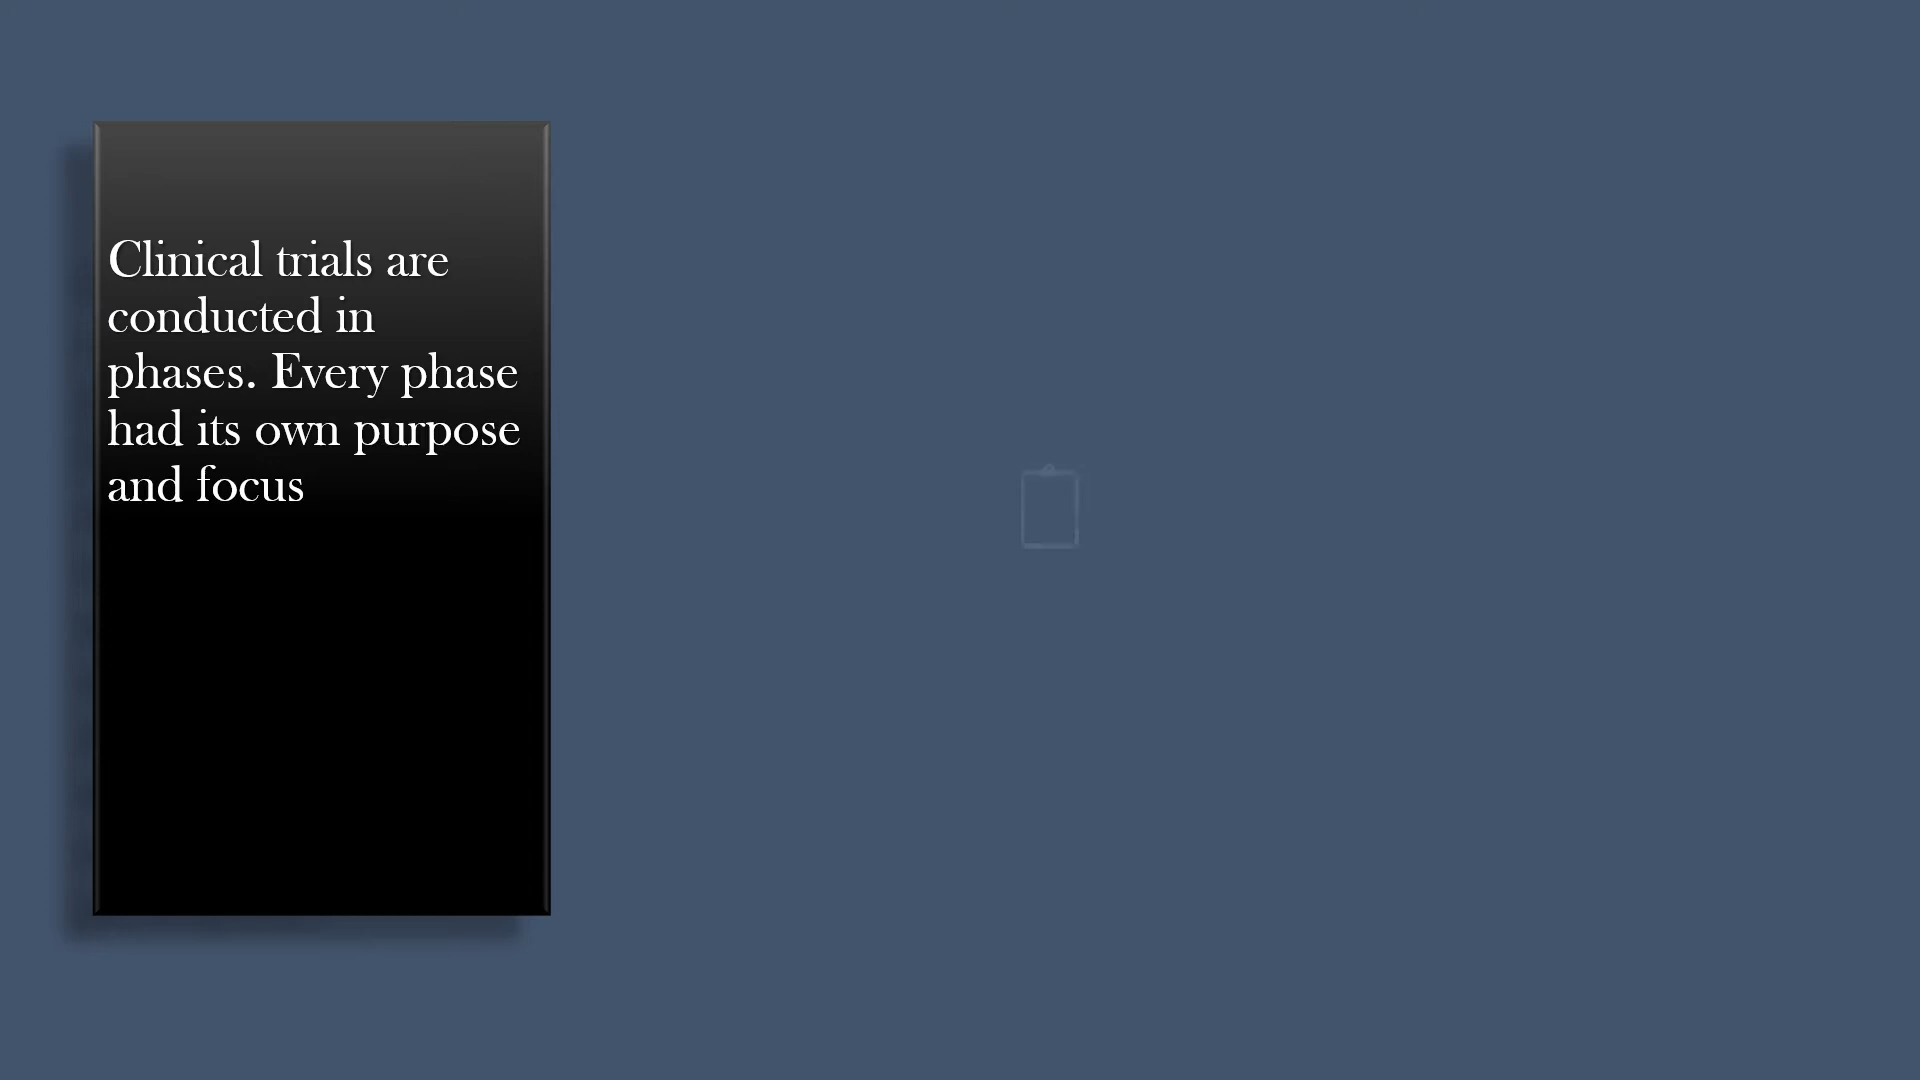 Clinical trials are
conducted in
phases. Every phase
had its own purpose
and focus